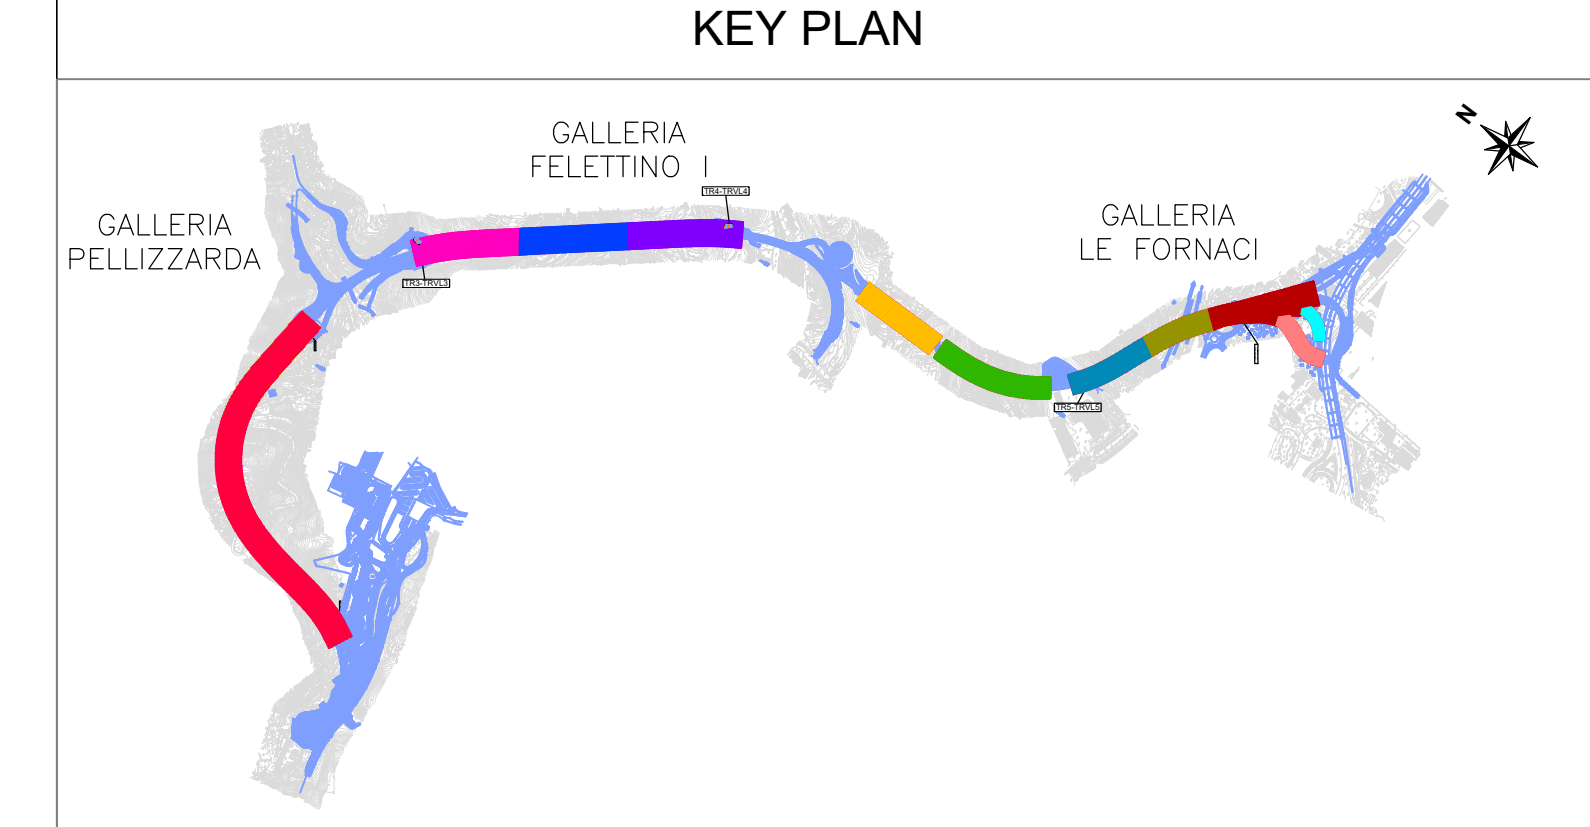 KEY PLAN
N
GALLERIA
FELETTINO I
TR4-TRVL4
GALLERIA
PELLIZZARDA
GALLERIA
LE FORNACI
TR3-TRVL3
TR5-TRVL5